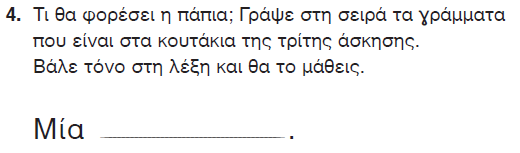 4. Τι θα φορέσει η πάπια; Γράψε στη σειρά τα γράμματα
που είναι στα κουτάκια της τρίτης άσκησης.
Βάλε τόνο στη λέξη και θα το μάθεις.
Μία ____________ .